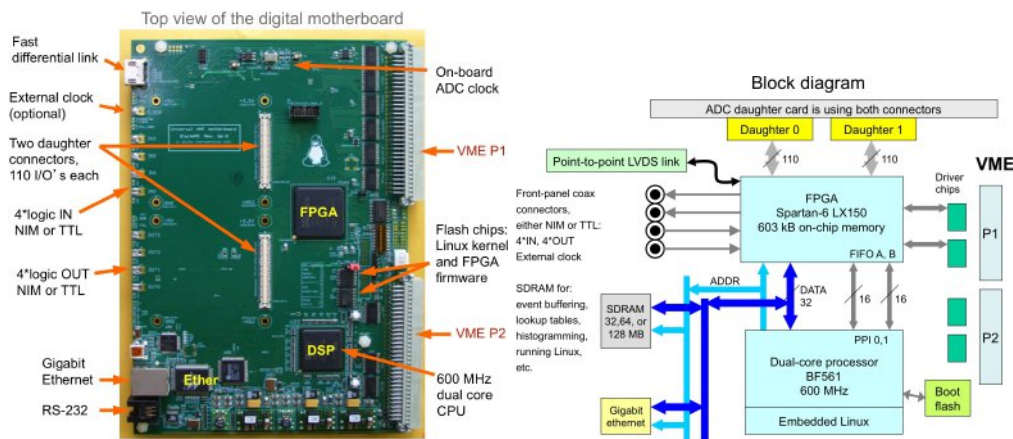 Top view of the digital motherboard
Fast
differential link
External clock
(optional)
Two daughter
connectors,
110 I/O's each
4*logic IN
NIM or TTL
4*logic OUT
NIM or TTL
Gigabit
Ethernet
RS-232
On-board
ADC clock
VME P1
FPGA
Flash chips:
Linux kernel
and FPGA
firmware
VME P2
DSP
Ether
600 MHz
dual core
CPU
Block diagram
ADC daughter card is using both connectors
Daughter 0
Daughter 1
110
110
VME
Point-to-point LVDS link
Driver
chips
Front-panel coax
connectors,
either NIM or TTL:
4*IN, 4*OUT
External clock
FPGA
Spartan-6 LX150
603 kB on-chip memory
FIFO A, B
P1
SDRAM for:
event buffering,
lookup tables,
histogramming,
running Linux,
etc.
ADDR
DATA
32
16
16
SDRAM
32,64, or
128 MB
P2
PPI 0,1
Dual-core processor
BF561
600 MHz
Embedded Linux
Boot
flash
Gigabit
ethernet